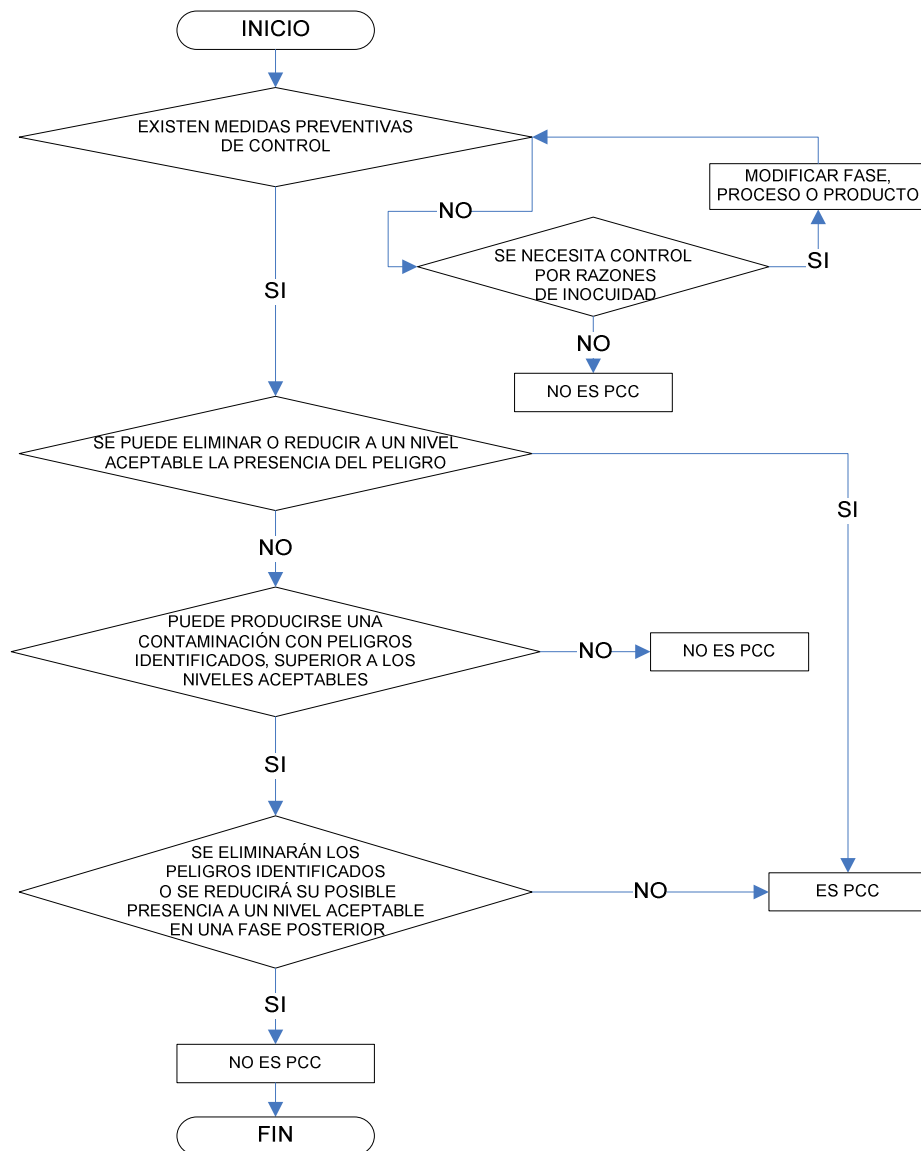 INICIO
EXISTEN MEDIDAS PREVENTIVAS
DE CONTROL
MODIFICAR FASE,
PROCESO O PRODUCTO
NO
SE NECESITA CONTROL
POR RAZONES
DE INOCUIDAD
SI
SI
NO
NO ES PCC
SE PUEDE ELIMINAR O REDUCIR A UN NIVEL
ACEPTABLE LA PRESENCIA DEL PELIGRO
SI
NO
PUEDE PRODUCIRSE UNA
CONTAMINACIÓN CON PELIGROS
IDENTIFICADOS, SUPERIOR A LOS
NIVELES ACEPTABLES
NO
NO ES PCC
SI
SE ELIMINARÁN LOS
PELIGROS IDENTIFICADOS
O SE REDUCIRÁ SU POSIBLE
PRESENCIA A UN NIVEL ACEPTABLE
EN UNA FASE POSTERIOR
NO
ES PCC
SI
NO ES PCC
FIN